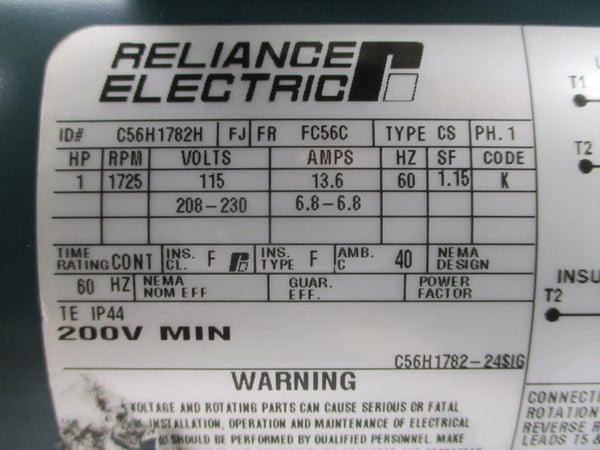 RELIANCE
ELECTRIC
ID# C56H1782H FJ FR FC56C TYPE CS PH. 1
HP RPM VOLTS AMPS HZ SF CODE
1 1725 115 13.6 60 1.15 K
208-230 6.8-6.8
TIME RATING CONT INS. CL. F INS. TYPE F AMB. C 40 NEMA DESIGN
60 HZ NEMA NOM EFF GUAR. EFF. POWER FACTOR
TE IP44
200V MIN
C56H1782-24SIG
WARNING
VOLTAGE AND ROTATING PARTS CAN CAUSE SERIOUS OR FATAL
INSTALLATION, OPERATION AND MAINTENANCE OF ELECTRICAL
SHOULD BE PERFORMED BY QUALIFIED PERSONNEL. MAKE
L
T1
T2
INSU
T2
CONNECTI
ROTATION
REVERSE R
LEADS T5 &